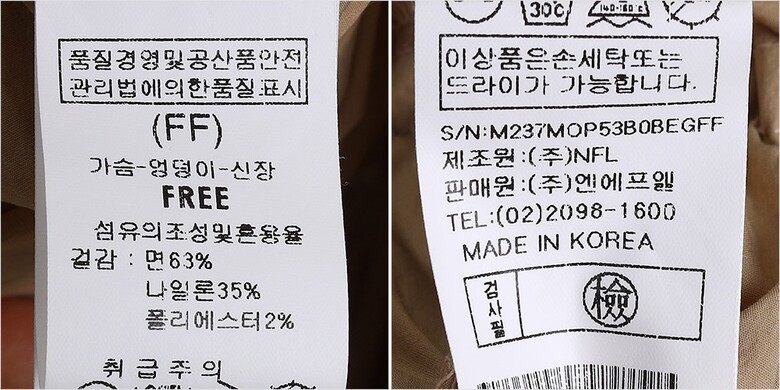 품질경영및공산품안전
관리법에의한품질표시
(FF)
가슴-엉덩이-신장
FREE
섬유의조성및혼용율
겉감 : 면63%
나일론35%
폴리에스터2%
취급주의
30℃
140-160℃
이상품은손세탁또는
드라이가 가능합니다.
S/N:M237MOP53B0BEGFF
제조원:(주)NFL
판매원:(주)엔에프엘
TEL:(02)2098-1600
MADE IN KOREA
검사필
檢